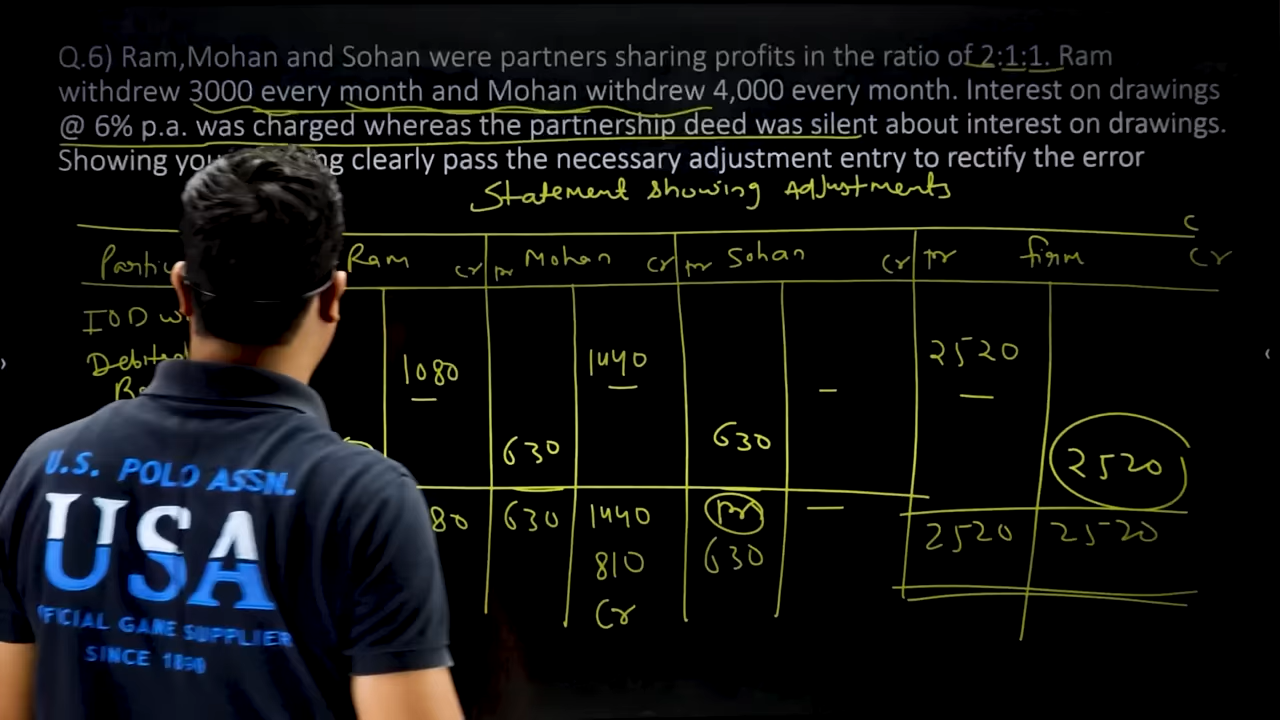 Q.6) Ram,Mohan and Sohan were partners sharing profits in the ratio of 2:1:1. Ram
withdrew 3000 every month and Mohan withdrew 4,000 every month. Interest on drawings
@ 6% p.a. was charged whereas the partnership deed was silent about interest on drawings.
Showing clearly pass the necessary adjustment entry to rectify the error
Statement showing Adjustments
Ram Cr Dr Mohan Cr Dr Sohan Cr Dr firm Cr
IOD
Debited 1080 1440 - 2520
630 630 2520
80 630 1440 Dr - 2520 2520
810 630
Cr
U.S. POLO ASSN.
USA
OFFICIAL GAME SUPPLIER
SINCE 1890